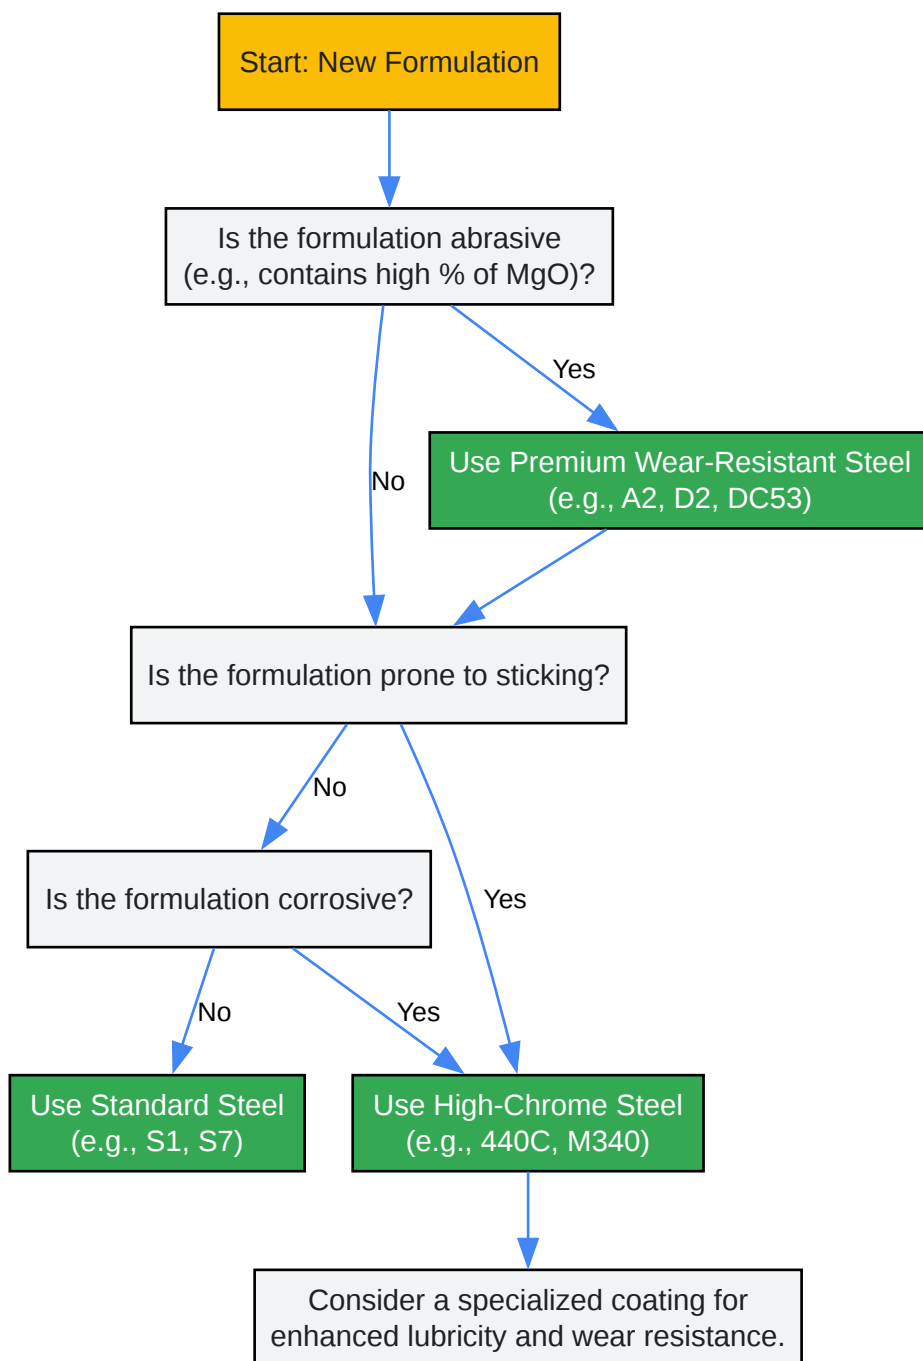 Start: New Formulation
Is the formulation abrasive
(e.g., contains high % of MgO)?
Yes
Use Premium Wear-Resistant Steel
(e.g., A2, D2, DC53)
No
Is the formulation prone to sticking?
No
Is the formulation corrosive?
Yes
No
Yes
Use Standard Steel
(e.g., S1, S7)
Use High-Chrome Steel
(e.g., 440C, M340)
Consider a specialized coating for
enhanced lubricity and wear resistance.